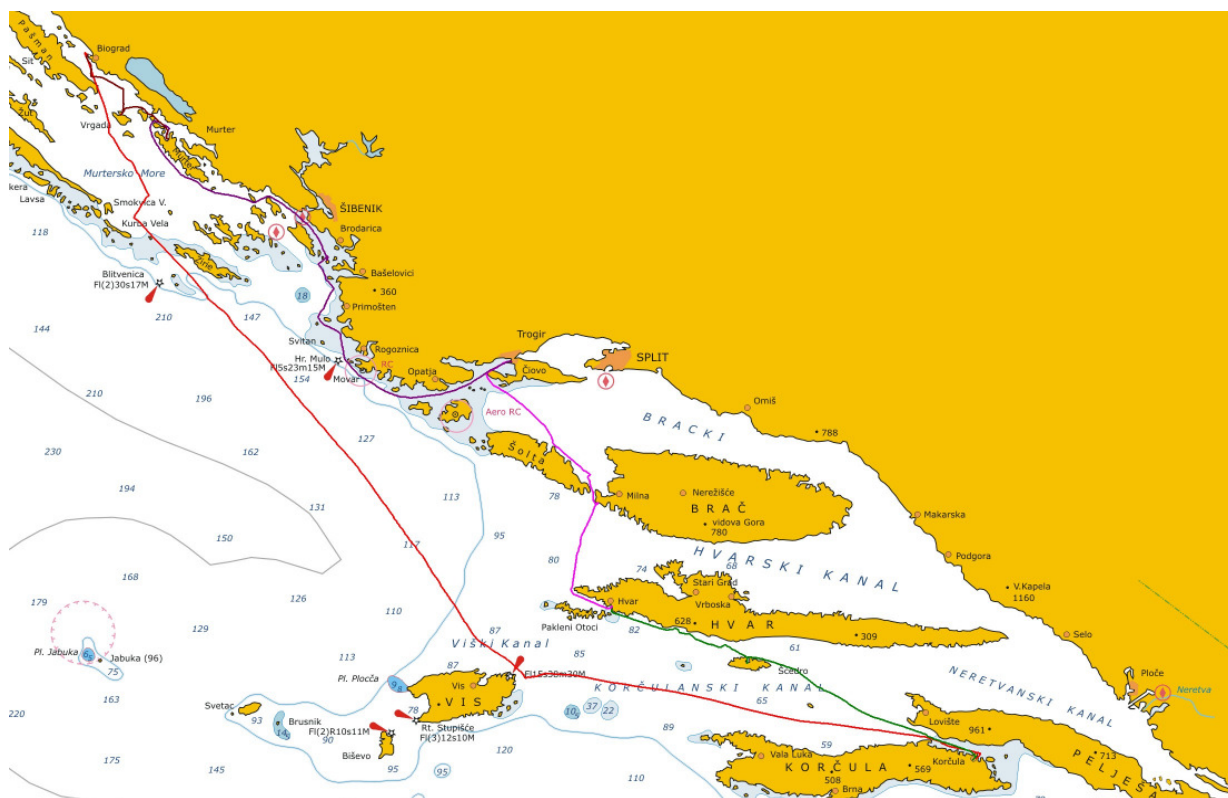 Pašman
Biograd
Sit
Žut
Vrgada
Murter
Murter
Murtersko More
Lavsa
Smokvica V.
Kurba Vela
ŠIBENIK
Brodarica
118
Žirje
Blitvenica
Fl(2)30s17M
Bašelovici
360
18
Primošten
210
147
144
Svitan
Rogoznica
RC
Hr. Mulo
Fl5s23m15M
Movar
154
Opatja
Trogir
Čiovo
SPLIT
Aero RC
210
196
Omiš
BRACKI
788
127
Šolta
230
162
194
113
78
Milna
Nerežišće
BRAČ
vidova Gora
780
131
95
Makarska
150
117
HVARSKI KANAL
Podgora
80
74
68
168
Stari Grad
V.Kapela
1160
126
179
110
Hvar
Vrboska
Pakleni Otoci
82
628
HVAR
309
Selo
129
87
Viški Kanal
61
Pl. Jabuka
Jabuka (96)
75
113
87
85
Šćedro
NERETVANSKI KANAL
Ploče
Neretva
Pl. Plocča
Fl15s38m30M
KORČULANSKI KANAL
163
Vis
VIS
78
65
Svetac
93
Brusnik
Rt. Stupišće
Fl(3)12s10M
37
22
220
Fl(2)R10s11M
90
89
Lovište
961
59
Biševo
120
Vala Luka
KORČULA
Korčula
713
PELJEŠA
175
145
95
95
110
508
569
Brna